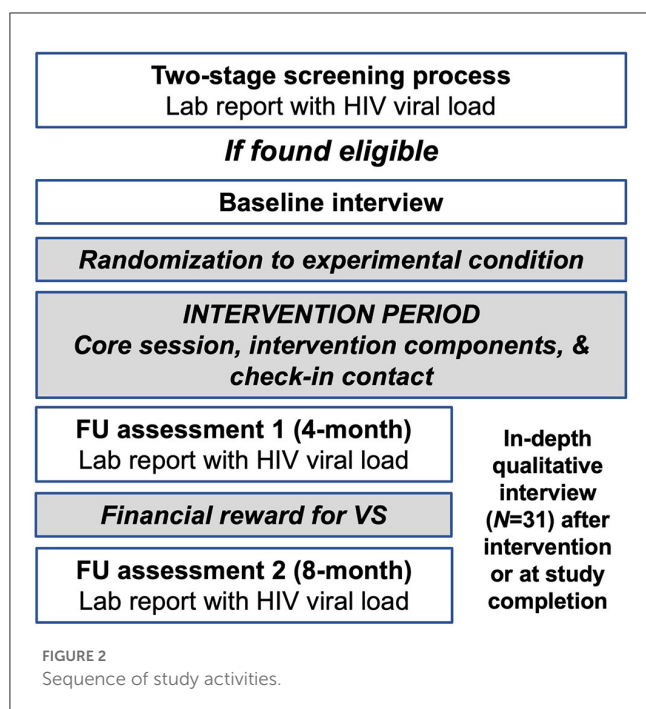 Two-stage screening process
Lab report with HIV viral load
If found eligible
Baseline interview
Randomization to experimental condition
INTERVENTION PERIOD
Core session, intervention components, &
check-in contact
FU assessment 1 (4-month)
Lab report with HIV viral load
Financial reward for VS
FU assessment 2 (8-month)
Lab report with HIV viral load
In-depth
qualitative
interview
(N=31) after
intervention
or at study
completion
FIGURE 2
Sequence of study activities.